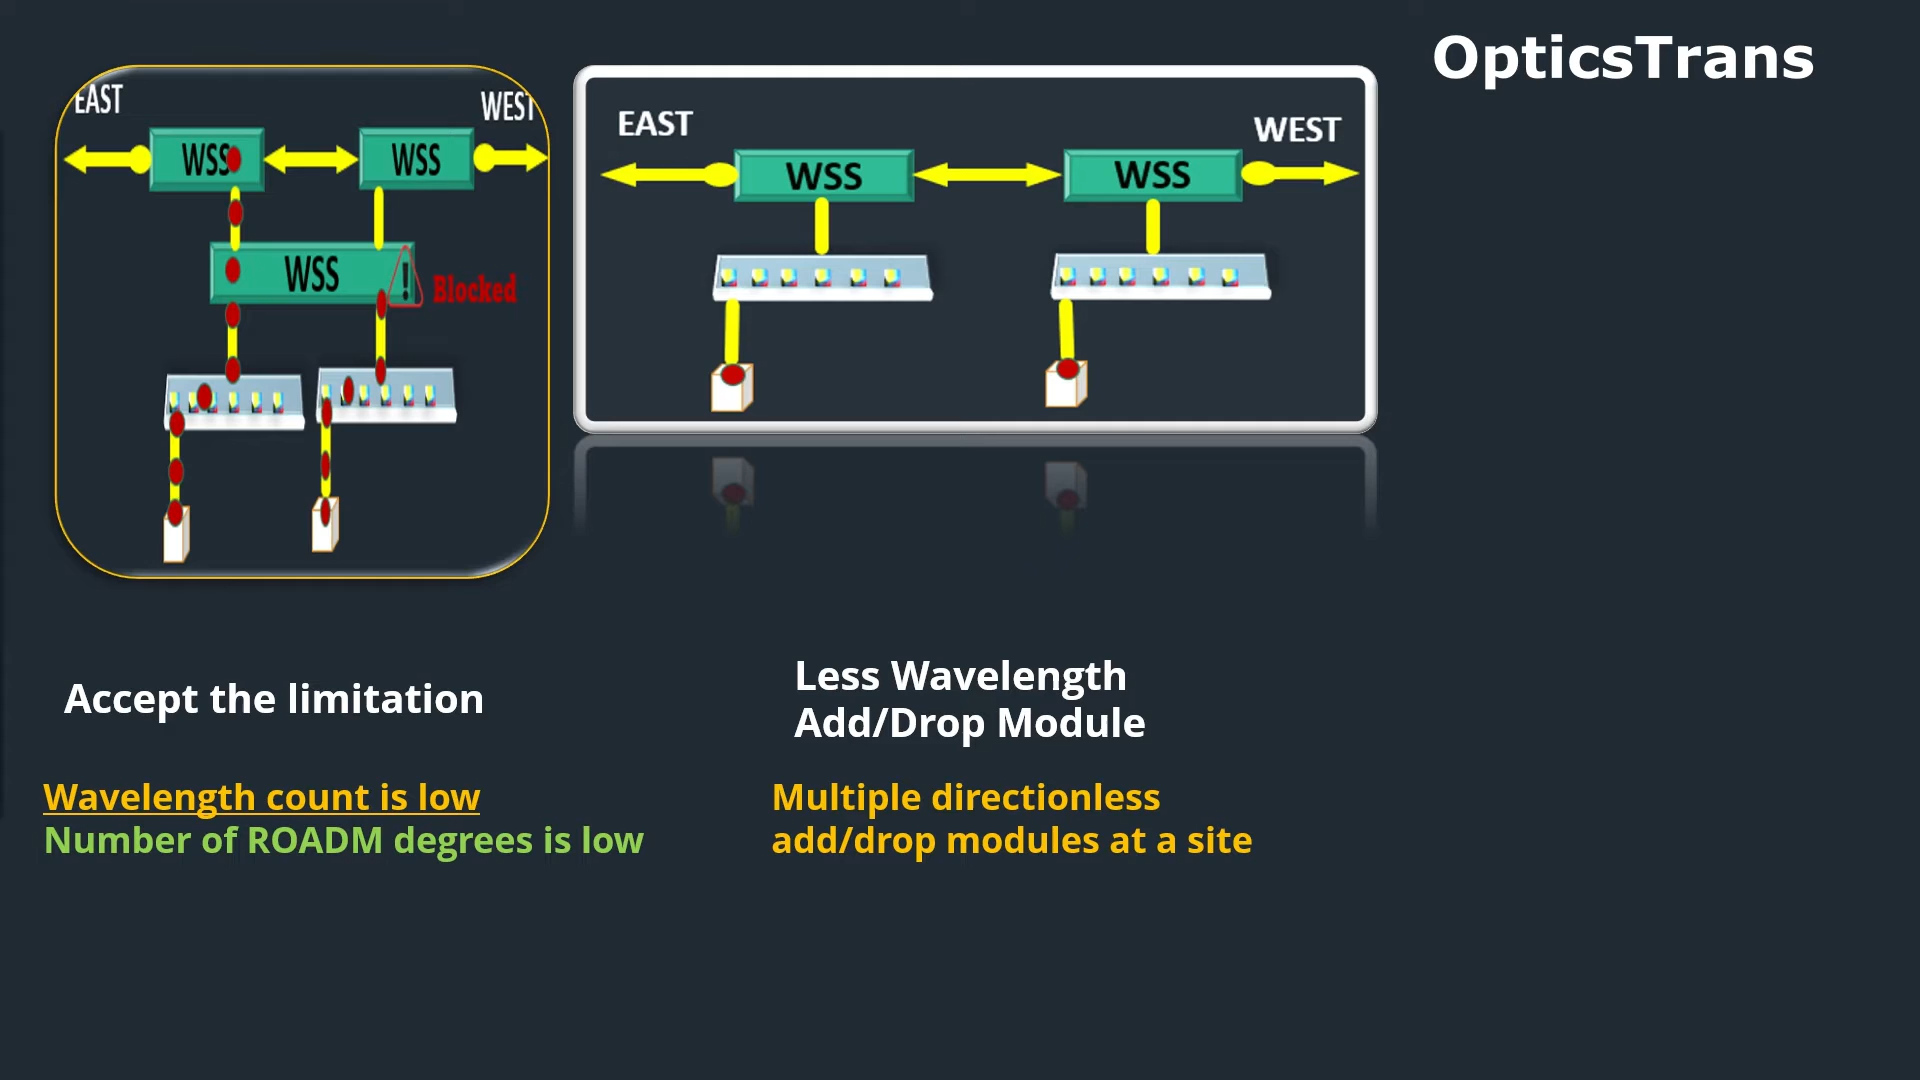 OpticsTrans
EAST
WEST
WSS
WSS
WSS
!
Blocked
EAST
WEST
WSS
WSS
Accept the limitation
Wavelength count is low
Number of ROADM degrees is low
Less Wavelength
Add/Drop Module
Multiple directionless
add/drop modules at a site